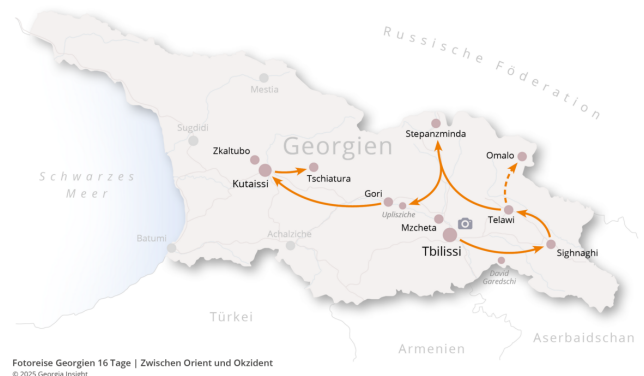 Russische Föderation
Mestia
Stepanzminda
Sugdidi
Georgien
Zkaltubo
Omalo
Schwarzes
Meer
Kutaissi
Tschiatura
Gori
Uplisziche
Telawi
Mzcheta
Batumi
Achalziche
Tbilissi
Sighnaghi
David
Garedschi
Türkei
Armenien
Aserbaidschan
Fotoreise Georgien 16 Tage | Zwischen Orient und Okzident
© 2025 Georgia Insight